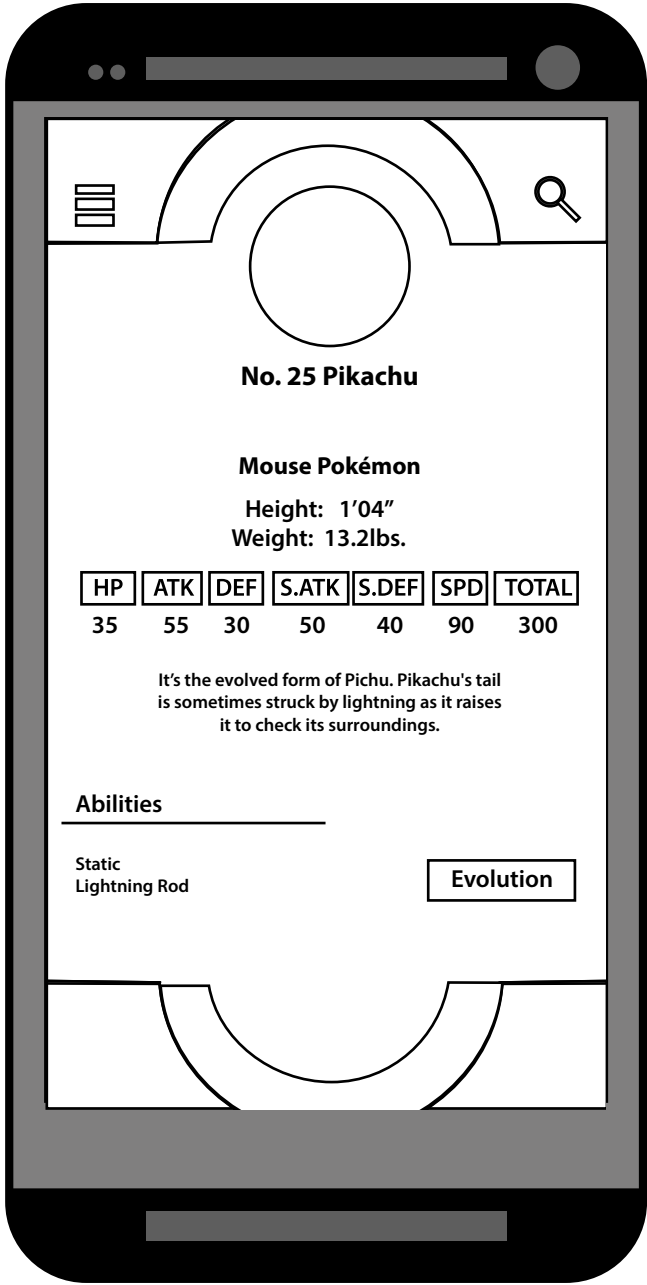 No. 25 Pikachu
Mouse Pokémon
Height: 1’04”
Weight: 13.2lbs.
HP ATK DEF S.ATK S.DEF SPD TOTAL
35 55 30 50 40 90 300
It’s the evolved form of Pichu. Pikachu's tail
is sometimes struck by lightning as it raises
it to check its surroundings.
Abilities
Static
Lightning Rod
Evolution